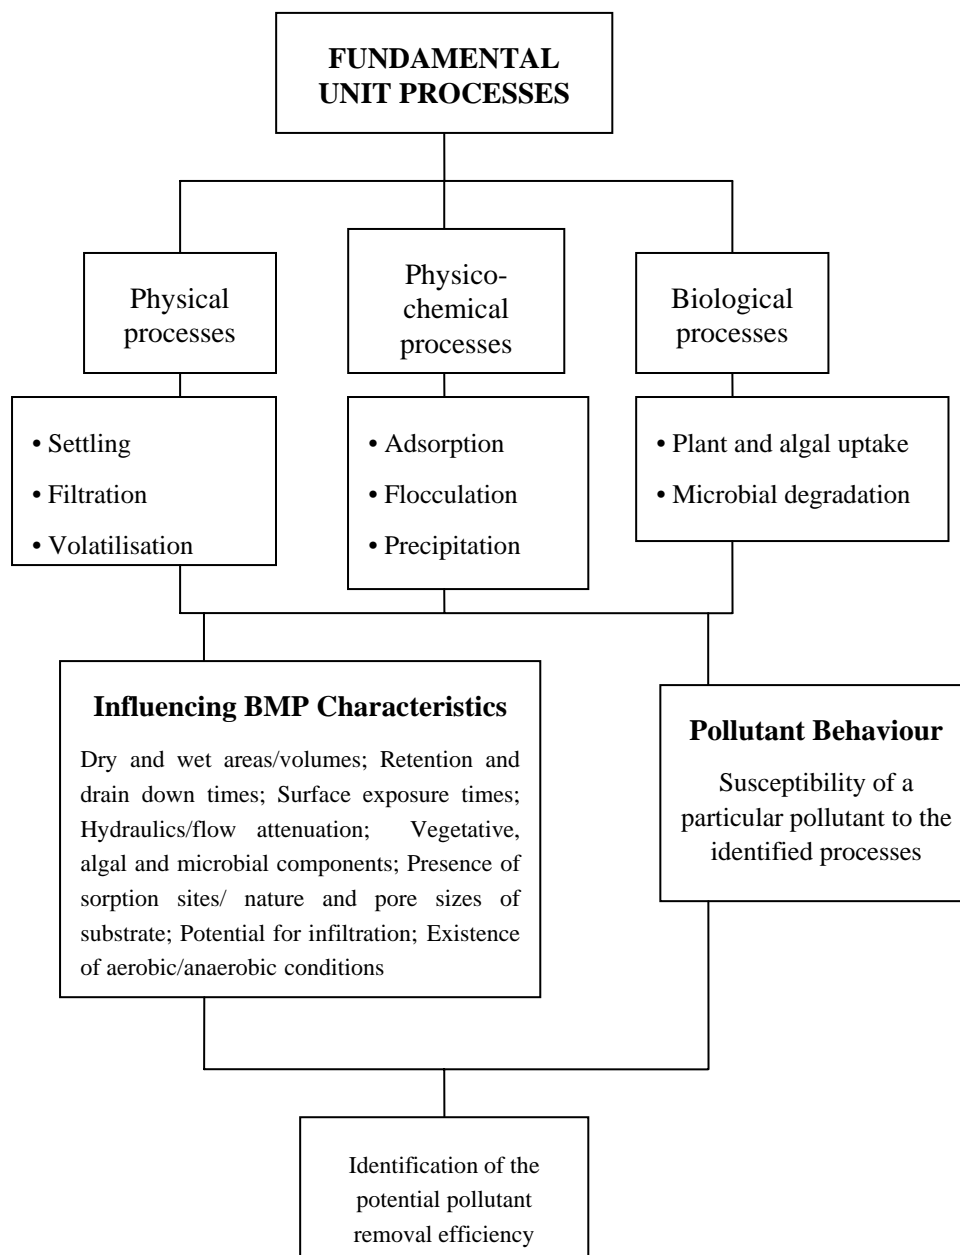 FUNDAMENTAL
UNIT PROCESSES
Physical
processes
Physico-
chemical
processes
Biological
processes
• Settling
• Filtration
• Volatilisation
• Adsorption
• Flocculation
• Precipitation
• Plant and algal uptake
• Microbial degradation
Influencing BMP Characteristics
Dry and wet areas/volumes; Retention and
drain down times; Surface exposure times;
Hydraulics/flow attenuation; Vegetative,
algal and microbial components; Presence of
sorption sites/ nature and pore sizes of
substrate; Potential for infiltration; Existence
of aerobic/anaerobic conditions
Pollutant Behaviour
Susceptibility of a
particular pollutant to the
identified processes
Identification of the
potential pollutant
removal efficiency